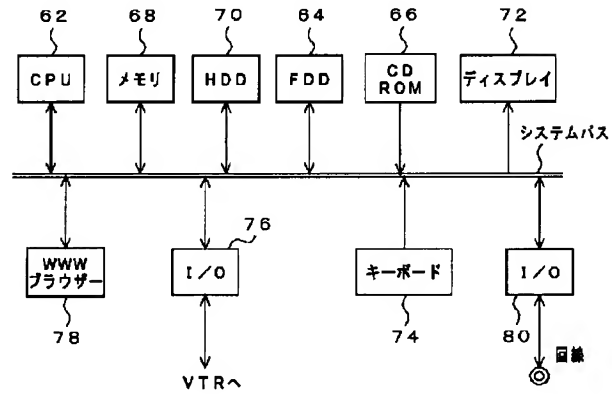 62 68 70 64 66 72
CPU メモリ HDD FDD CD ROM ディスプレイ
システムバス
76
WWW
ブラウザー
I/O キーボード I/O
78 74 80
回線
VTRへ